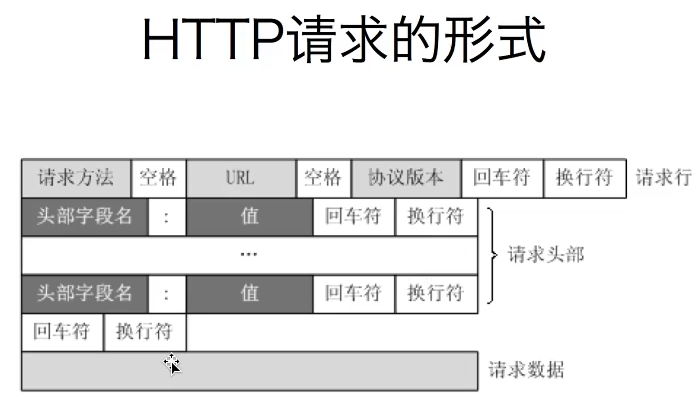 HTTP请求的形式
请求方法 空格 URL 空格 协议版本 回车符 换行符 请求行
头部字段名 : 值 回车符 换行符
… 请求头部
头部字段名 : 值 回车符 换行符
回车符 换行符
请求数据